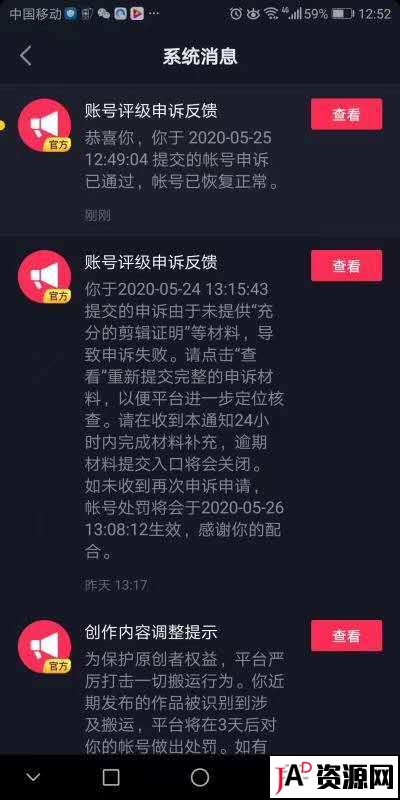 中国移动 ··· 4G 59% 12:52
系统消息
账号评级申诉反馈
查看
恭喜你，你于 2020-05-25
12:49:04 提交的帐号申诉
已通过，帐号已恢复正常。
官方
刚刚
账号评级申诉反馈
查看
你于2020-05-24 13:15:43
提交的申诉由于未提供“充
分的剪辑证明”等材料，导
致申诉失败。请点击“查
看”重新提交完整的申诉材
料，以便平台进一步定位核
查。请在收到本通知24小
时内完成材料补充，逾期
材料提交入口将会关闭。
如未收到再次申诉申请，
帐号处罚将会于2020-05-26
13:08:12生效，感谢你的配
合。
官方
昨天 13:17
创作内容调整提示
查看
为保护原创者权益，平台严
厉打击一切搬运行为。你近
期发布的作品被识别到涉
及搬运，平台将在3天后对
你的帐号做出处罚。如有
官方
JAD资源网